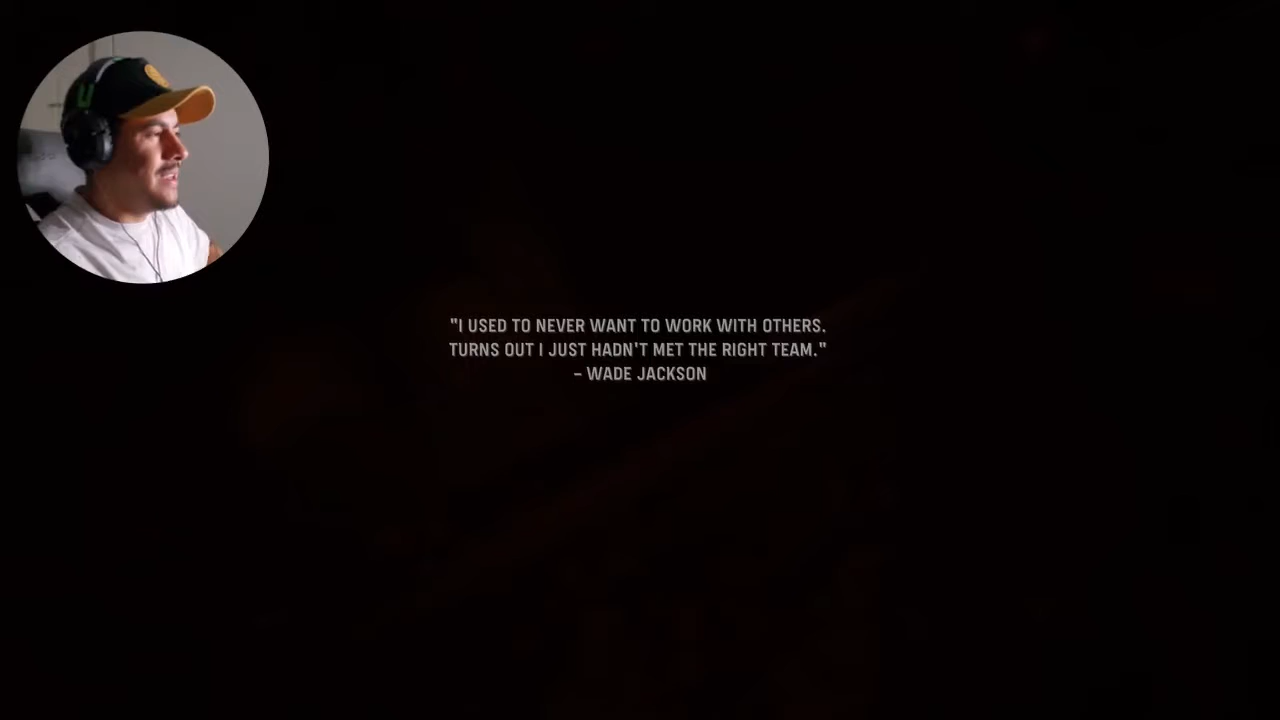 "I USED TO NEVER WANT TO WORK WITH OTHERS.
TURNS OUT I JUST HADN'T MET THE RIGHT TEAM."
– WADE JACKSON